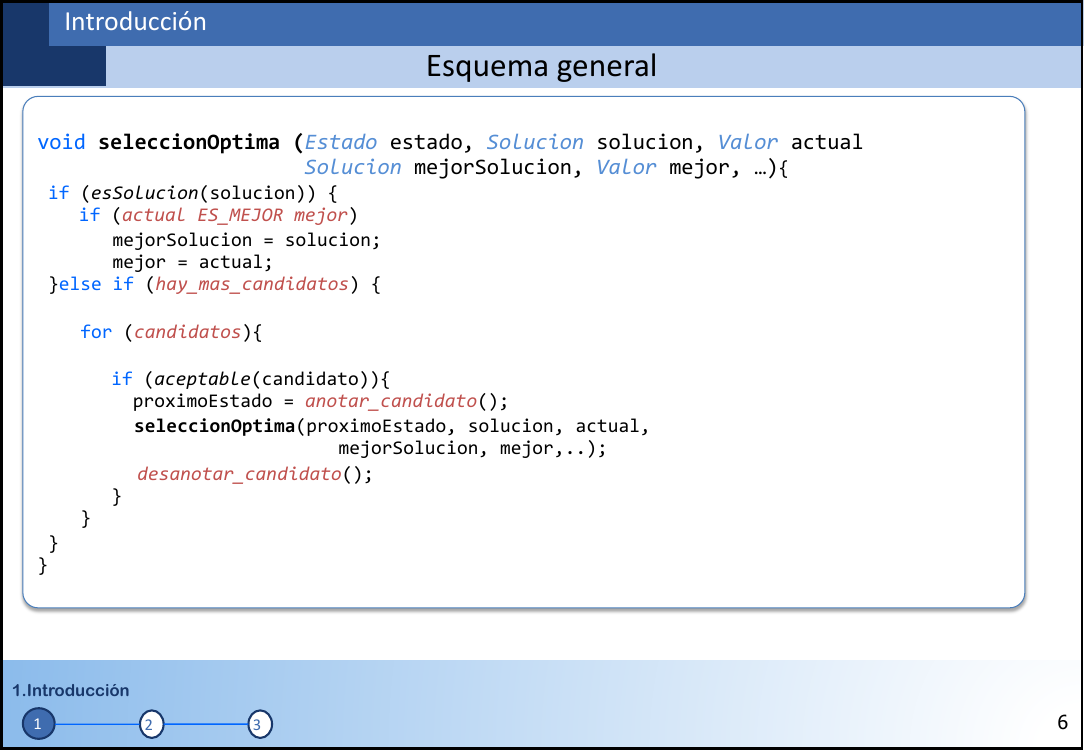 Introducción
Esquema general
void seleccionOptima (Estado estado, Solucion solucion, Valor actual
Solucion mejorSolucion, Valor mejor, …){
if (esSolucion(solucion)) {
if (actual ES_MEJOR mejor)
mejorSolucion = solucion;
mejor = actual;
}else if (hay_mas_candidatos) {
for (candidatos){
if (aceptable(candidato)){
proximoEstado = anotar_candidato();
seleccionOptima(proximoEstado, solucion, actual,
mejorSolucion, mejor,..);
desanotar_candidato();
}
}
}
}
1.Introducción
1 2 3
6